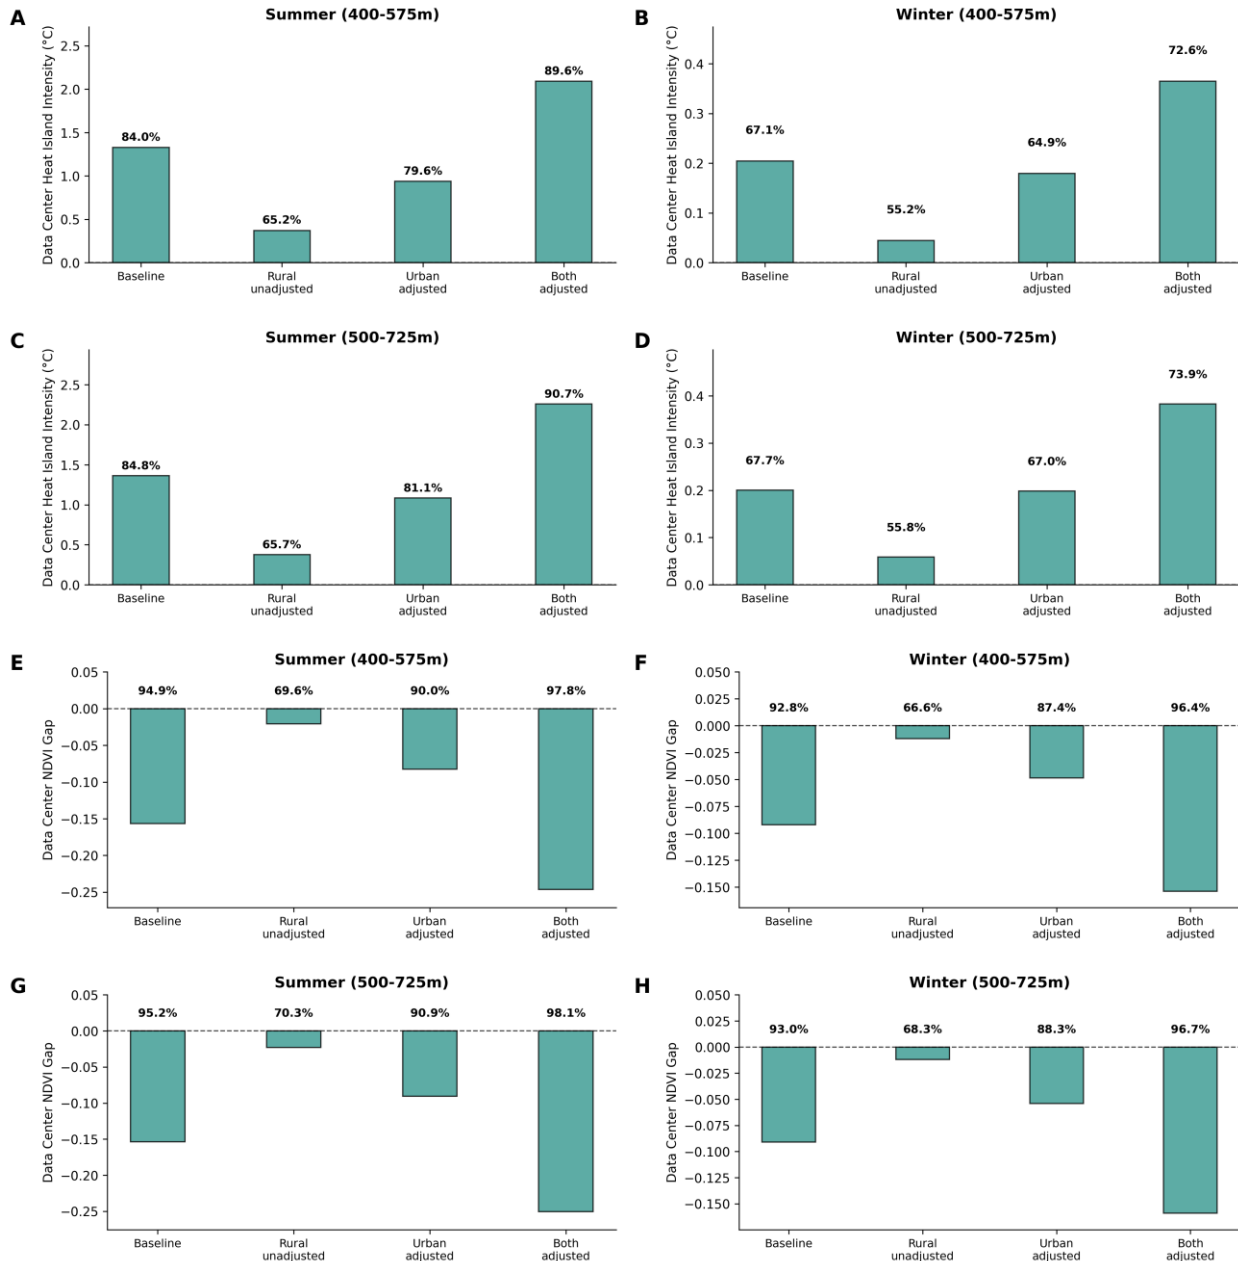 A
Summer (400-575m)
Data Center Heat Island Intensity (°C)
2.5
2.0
1.5
1.0
0.5
0.0
84.0%
65.2%
79.6%
89.6%
Baseline
Rural
unadjusted
Urban
adjusted
Both
adjusted
B
Winter (400-575m)
Data Center Heat Island Intensity (°C)
0.4
0.3
0.2
0.1
0.0
67.1%
55.2%
64.9%
72.6%
Baseline
Rural
unadjusted
Urban
adjusted
Both
adjusted
C
Summer (500-725m)
Data Center Heat Island Intensity (°C)
2.5
2.0
1.5
1.0
0.5
0.0
84.8%
65.7%
81.1%
90.7%
Baseline
Rural
unadjusted
Urban
adjusted
Both
adjusted
D
Winter (500-725m)
Data Center Heat Island Intensity (°C)
0.4
0.3
0.2
0.1
0.0
67.7%
55.8%
67.0%
73.9%
Baseline
Rural
unadjusted
Urban
adjusted
Both
adjusted
E
Summer (400-575m)
Data Center NDVI Gap
0.05
0.00
−0.05
−0.10
−0.15
−0.20
−0.25
94.9%
69.6%
90.0%
97.8%
Baseline
Rural
unadjusted
Urban
adjusted
Both
adjusted
F
Winter (400-575m)
Data Center NDVI Gap
0.050
0.025
0.000
−0.025
−0.050
−0.075
−0.100
−0.125
−0.150
92.8%
66.6%
87.4%
96.4%
Baseline
Rural
unadjusted
Urban
adjusted
Both
adjusted
G
Summer (500-725m)
Data Center NDVI Gap
0.05
0.00
−0.05
−0.10
−0.15
−0.20
−0.25
95.2%
70.3%
90.9%
98.1%
Baseline
Rural
unadjusted
Urban
adjusted
Both
adjusted
H
Winter (500-725m)
Data Center NDVI Gap
0.050
0.025
0.000
−0.025
−0.050
−0.075
−0.100
−0.125
−0.150
93.0%
68.3%
88.3%
96.7%
Baseline
Rural
unadjusted
Urban
adjusted
Both
adjusted